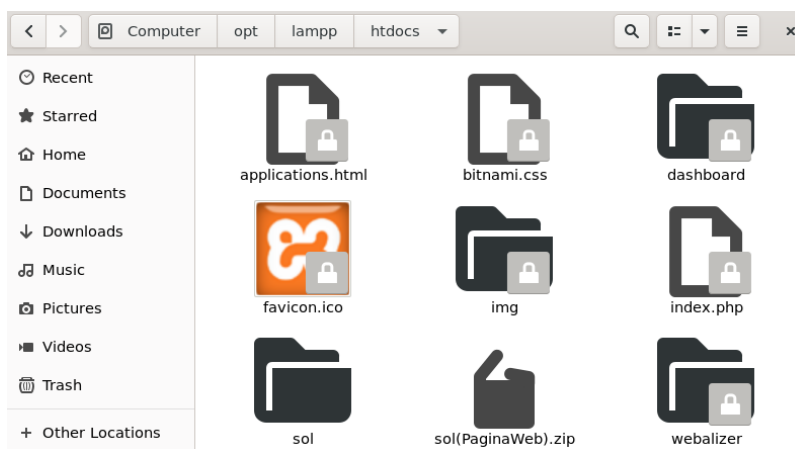 Computer opt lampp htdocs
Recent
Starred
Home
Documents
Downloads
Music
Pictures
Videos
Trash
Other Locations
applications.html bitnami.css dashboard
favicon.ico img index.php
sol sol(PaginaWeb).zip webalizer